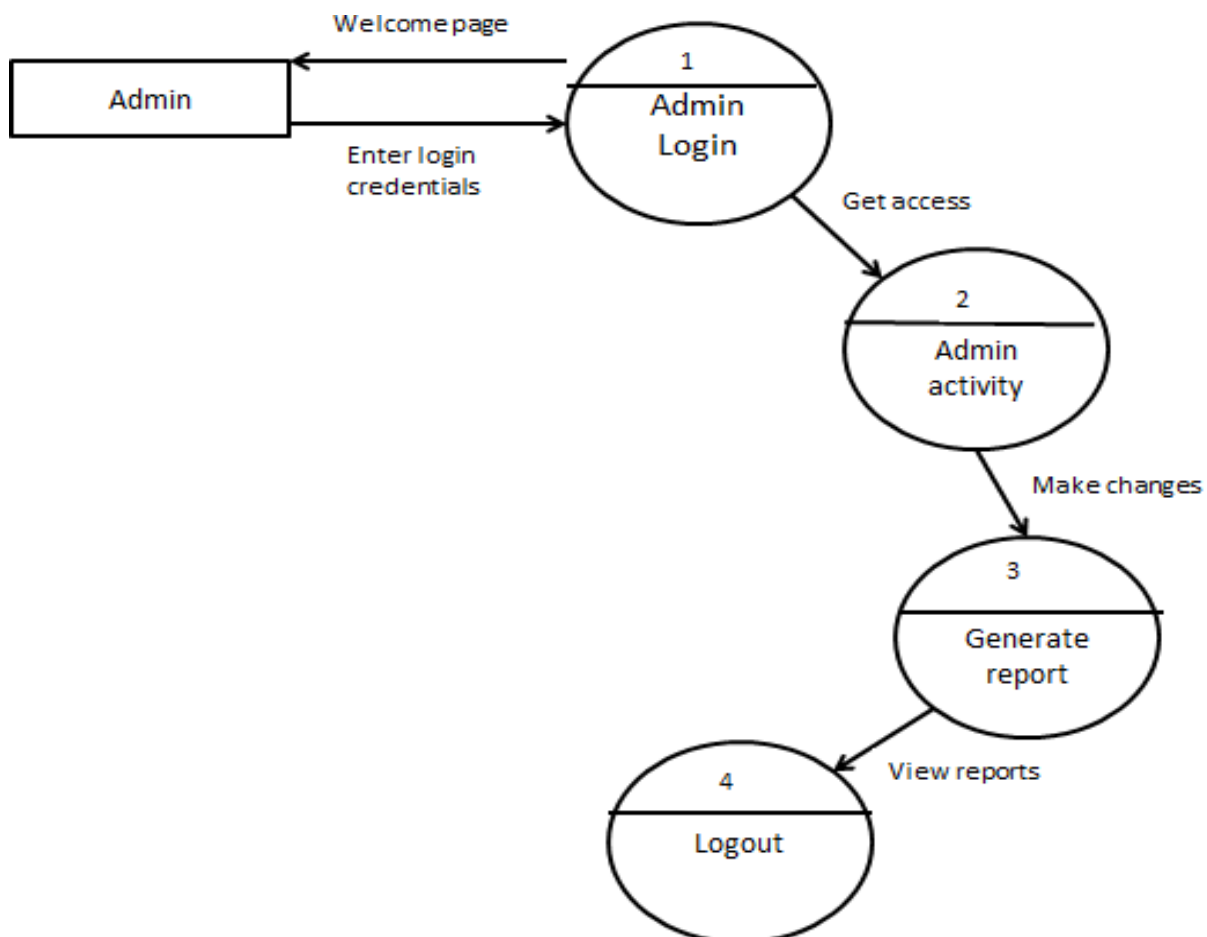 Welcome page
Admin
Enter login
credentials
1
Admin
Login
Get access
2
Admin
activity
Make changes
3
Generate
report
View reports
4
Logout